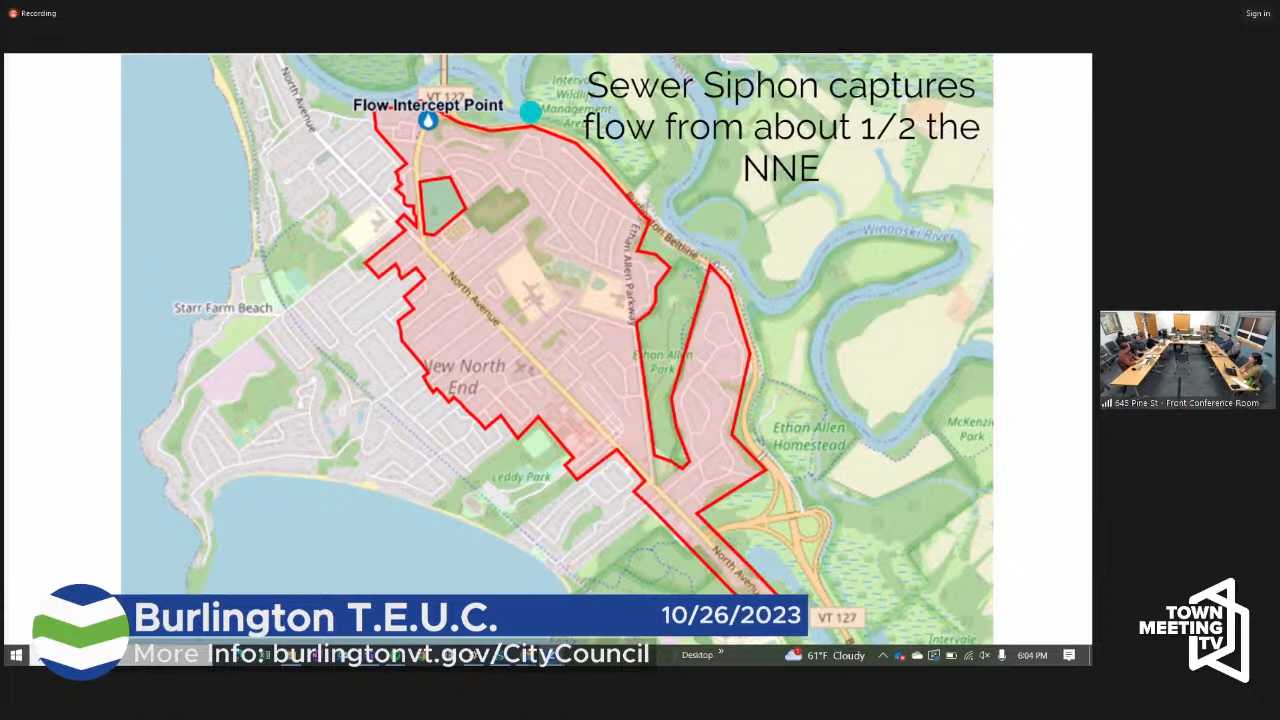 Recording
Sign in
Sewer Siphon captures
flow from about 1/2 the
NNE
North Avenue
VT 127
Flow Intercept Point
Wildlife
Management
Burlington Beltline
Winooski River
Ethan Allen Parkway
North Avenue
Starr Farm Beach
New North
End
Ethan Allen
Park
Ethan Allen
Homestead
McKenzie
Park
Leddy Park
North Avenue
VT 127
Intervale
645 Pine St - Front Conference Room
Burlington T.E.U.C.
10/26/2023
More Info: burlingtonvt.gov/CityCouncil
Desktop
61°F Cloudy
6:04 PM
TOWN
MEETING
TV